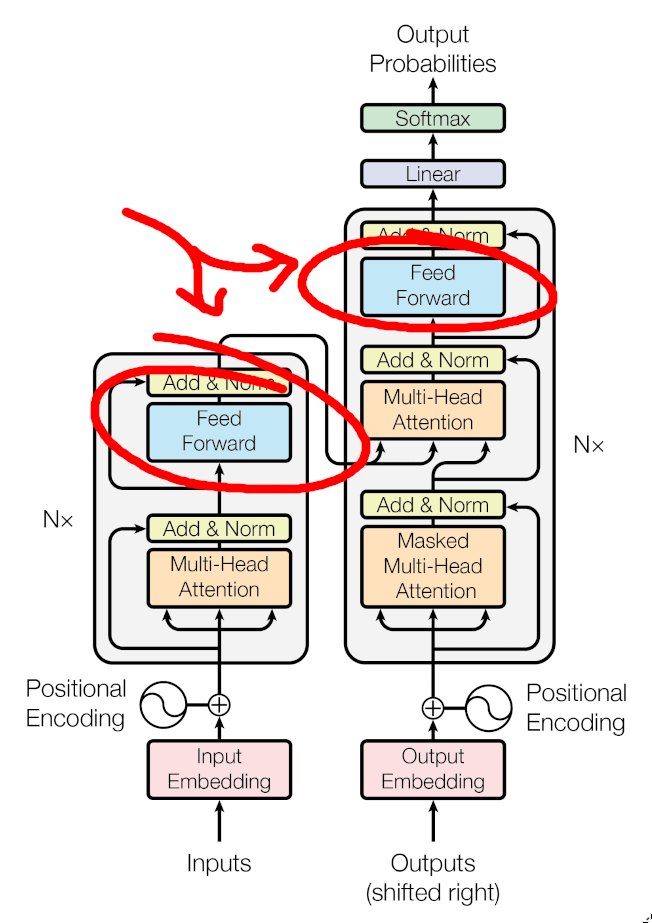 Output
Probabilities
Softmax
Linear
Add & Norm
Feed
Forward
Add & Norm
Multi-Head
Attention
Add & Norm
Masked
Multi-Head
Attention
Nx
Add & Norm
Feed
Forward
Add & Norm
Multi-Head
Attention
Nx
Positional
Encoding
Positional
Encoding
Input
Embedding
Output
Embedding
Inputs
Outputs
(shifted right)